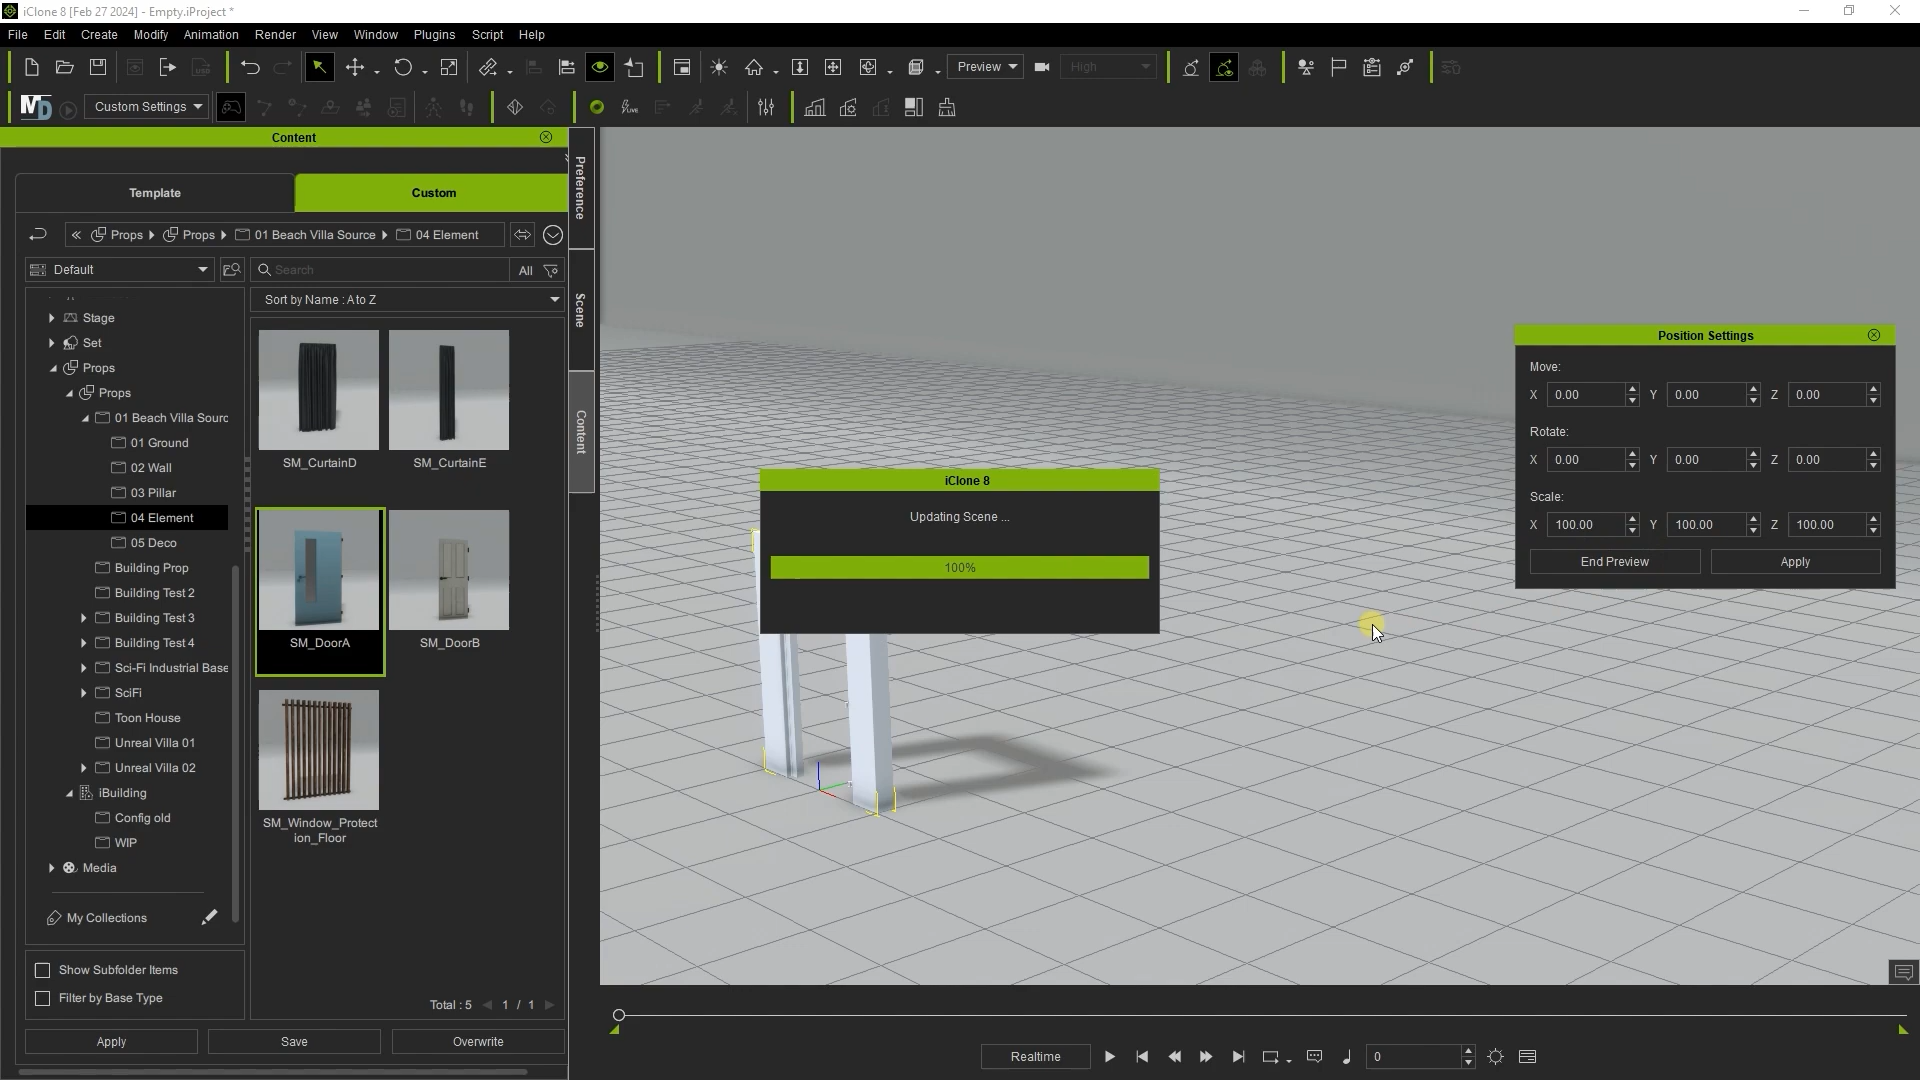 iClone 8 [Feb 27 2024] - Empty.iProject *
File Edit Create Modify Animation Render View Window Plugins Script Help
Preview High
MD Custom Settings LIVE
Content
Template Custom
« Props Props 01 Beach Villa Source 04 Element
Default Search All
Sort by Name : A to Z
Stage
Set
Props
Props
01 Beach Villa Sourc
01 Ground
02 Wall
03 Pillar
04 Element
05 Deco
Building Prop
Building Test 2
Building Test 3
Building Test 4
Sci-Fi Industrial Base
SciFi
Toon House
Unreal Villa 01
Unreal Villa 02
iBuilding
Config old
WIP
Media
My Collections
Show Subfolder Items
Filter by Base Type
SM_CurtainD SM_CurtainE
SM_DoorA SM_DoorB
SM_Window_Protect
ion_Floor
Total : 5 1 / 1
Apply Save Overwrite
Preference
Scene
Content
iClone 8
Updating Scene ...
100%
Position Settings
Move:
X 0.00 Y 0.00 Z 0.00
Rotate:
X 0.00 Y 0.00 Z 0.00
Scale:
X 100.00 Y 100.00 Z 100.00
End Preview Apply
Realtime 0